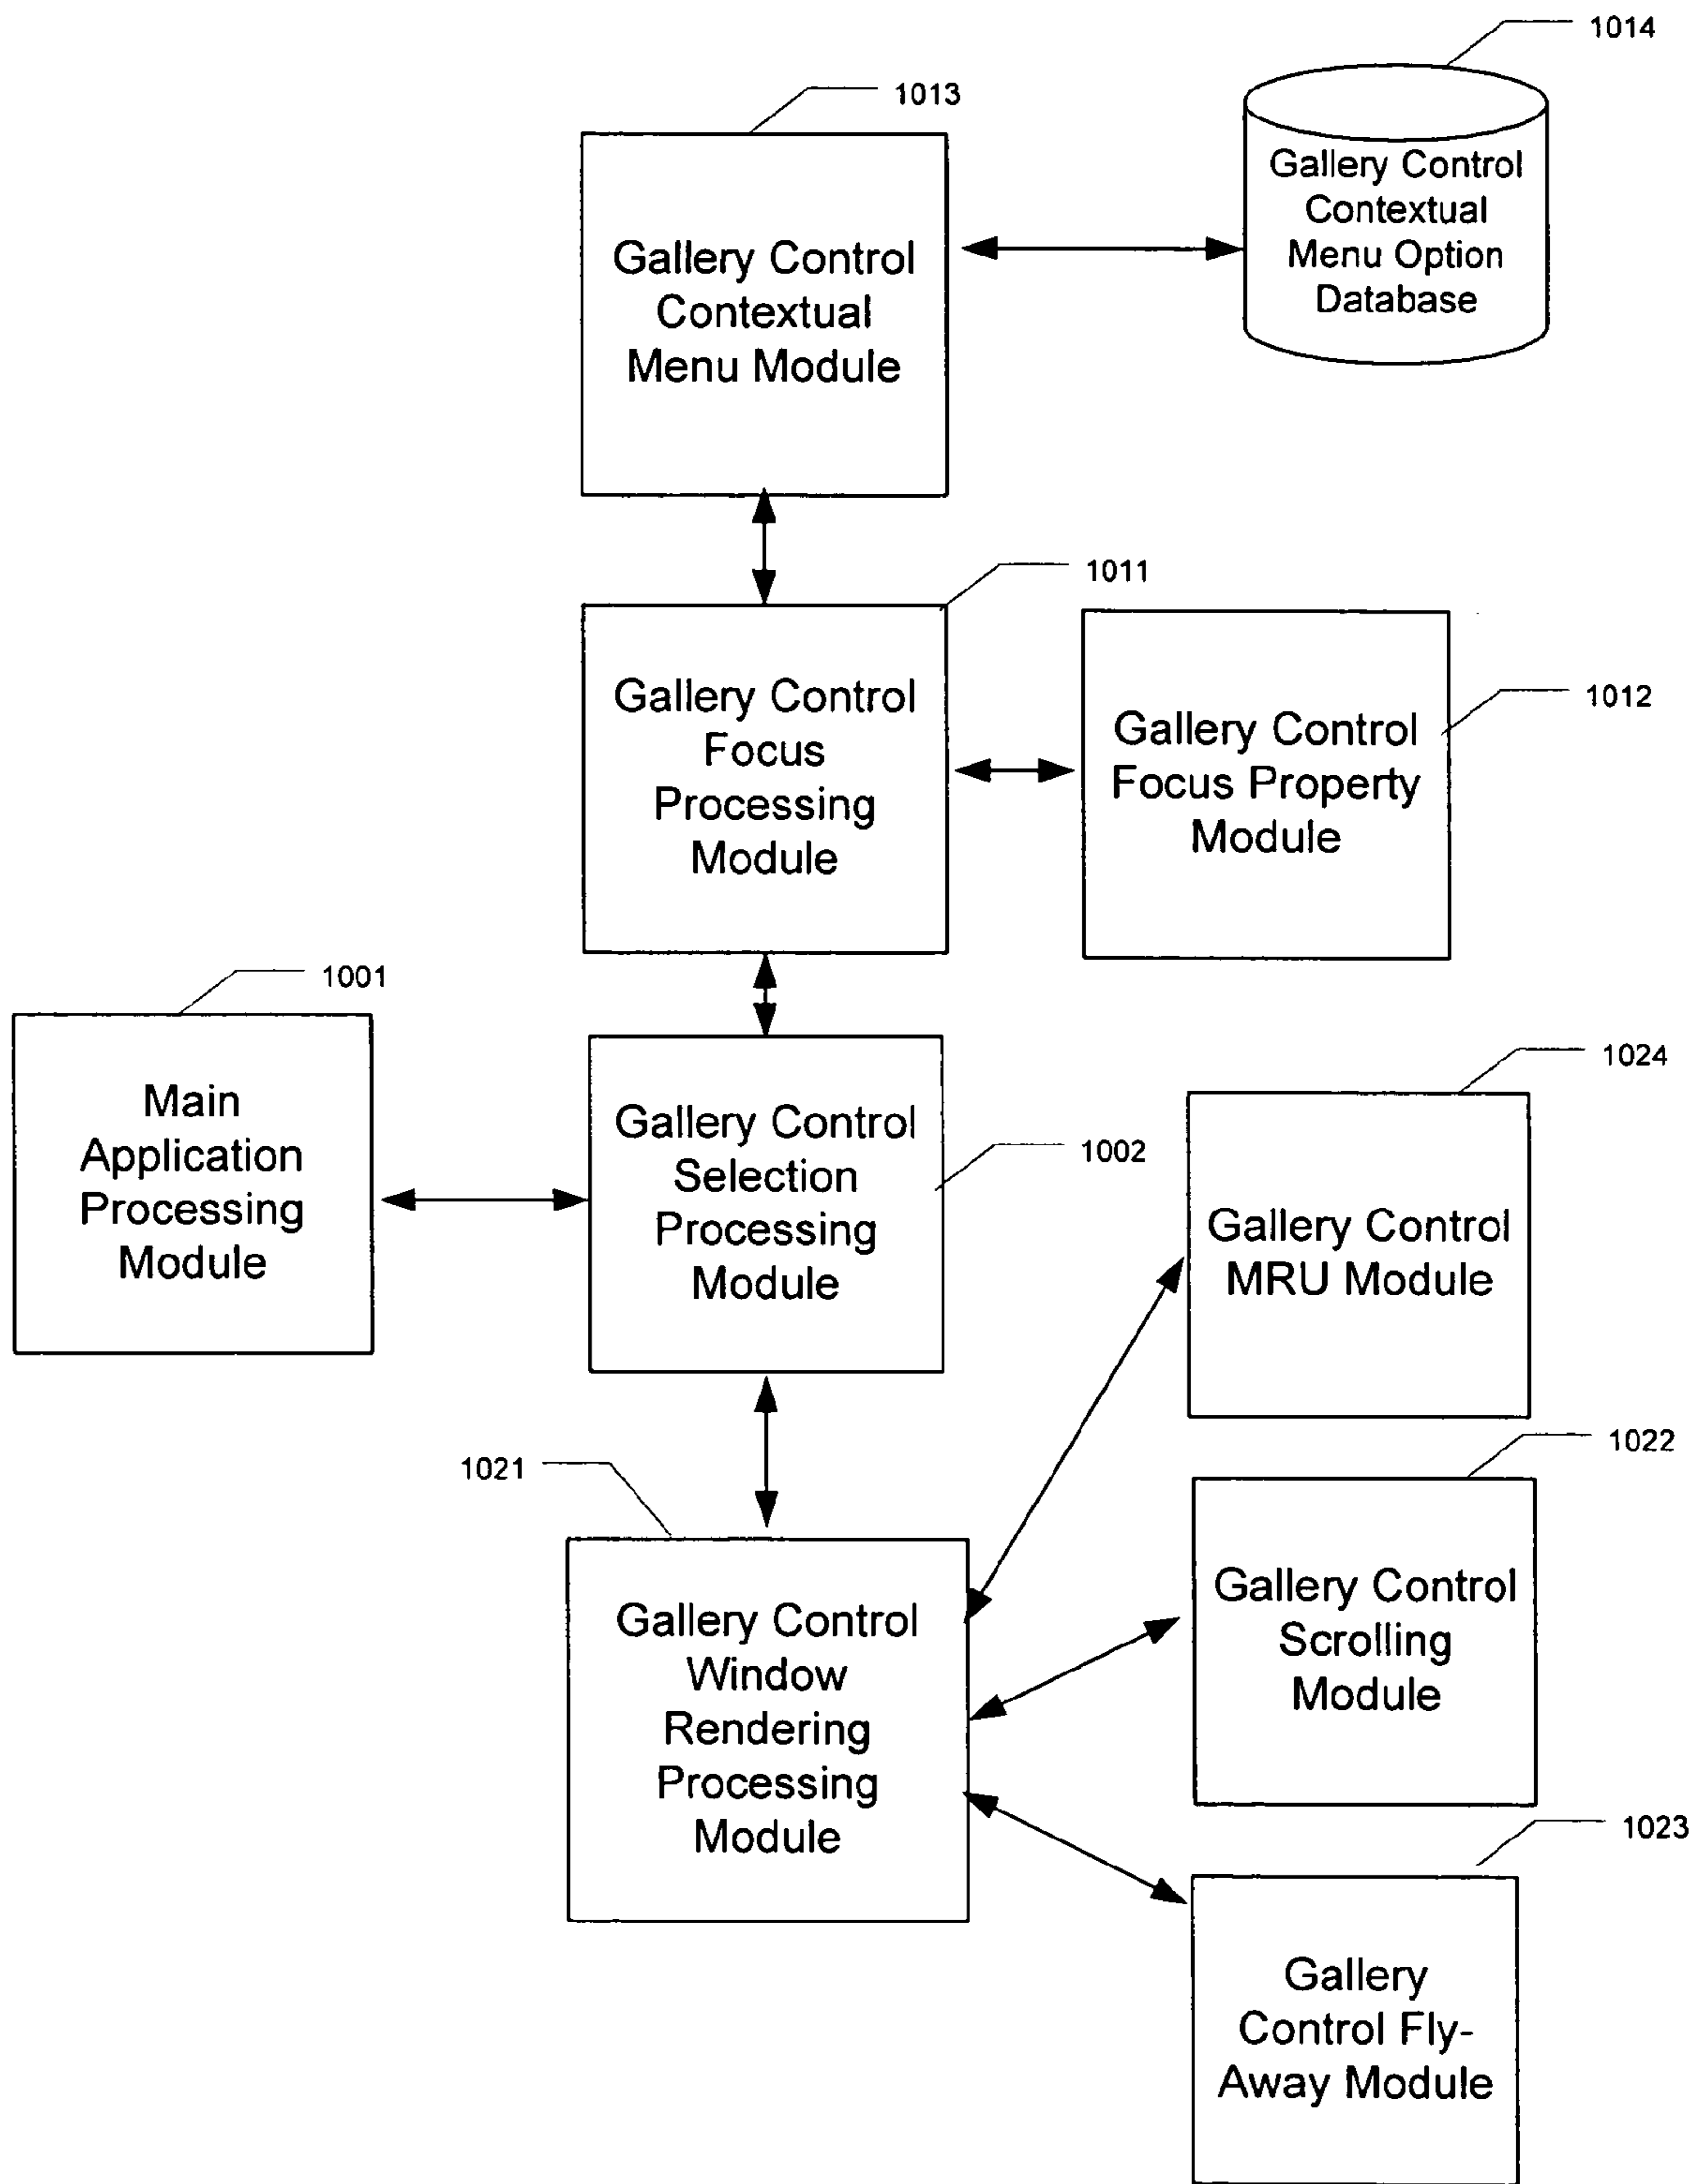 1014
1013
Gallery Control
Contextual
Menu Option
Database
Gallery Control
Contextual
Menu Module
1011
Gallery Control
Focus
Processing
Module
1012
Gallery Control
Focus Property
Module
1001
Main
Application
Processing
Module
Gallery Control
Selection
Processing
Module
1002
1024
Gallery Control
MRU Module
1021
Gallery Control
Window
Rendering
Processing
Module
1022
Gallery Control
Scrolling
Module
1023
Gallery
Control Fly-
Away Module